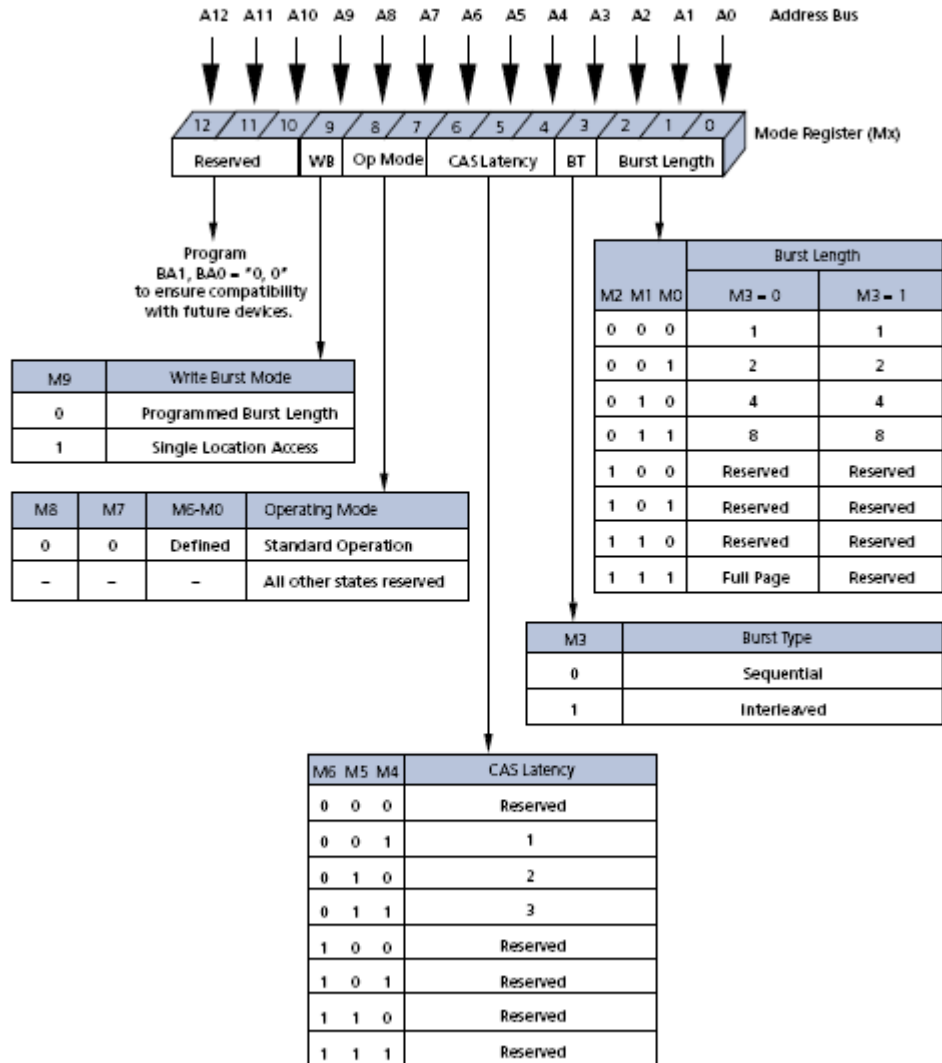 A12 A11 A10 A9 A8 A7 A6 A5 A4 A3 A2 A1 A0 Address Bus
12 11 10 9 8 7 6 5 4 3 2 1 0
Mode Register (Mx)
Reserved WB Op Mode CAS Latency BT Burst Length
Program
BA1, BA0 = "0, 0"
to ensure compatibility
with future devices.
Burst Length
M2 M1 M0 M3 = 0 M3 = 1
0 0 0 1 1
0 0 1 2 2
0 1 0 4 4
0 1 1 8 8
1 0 0 Reserved Reserved
1 0 1 Reserved Reserved
1 1 0 Reserved Reserved
1 1 1 Full Page Reserved
M9 Write Burst Mode
0 Programmed Burst Length
1 Single Location Access
M8 M7 M6-M0 Operating Mode
0 0 Defined Standard Operation
– – – All other states reserved
M3 Burst Type
0 Sequential
1 Interleaved
M6 M5 M4 CAS Latency
0 0 0 Reserved
0 0 1 1
0 1 0 2
0 1 1 3
1 0 0 Reserved
1 0 1 Reserved
1 1 0 Reserved
1 1 1 Reserved